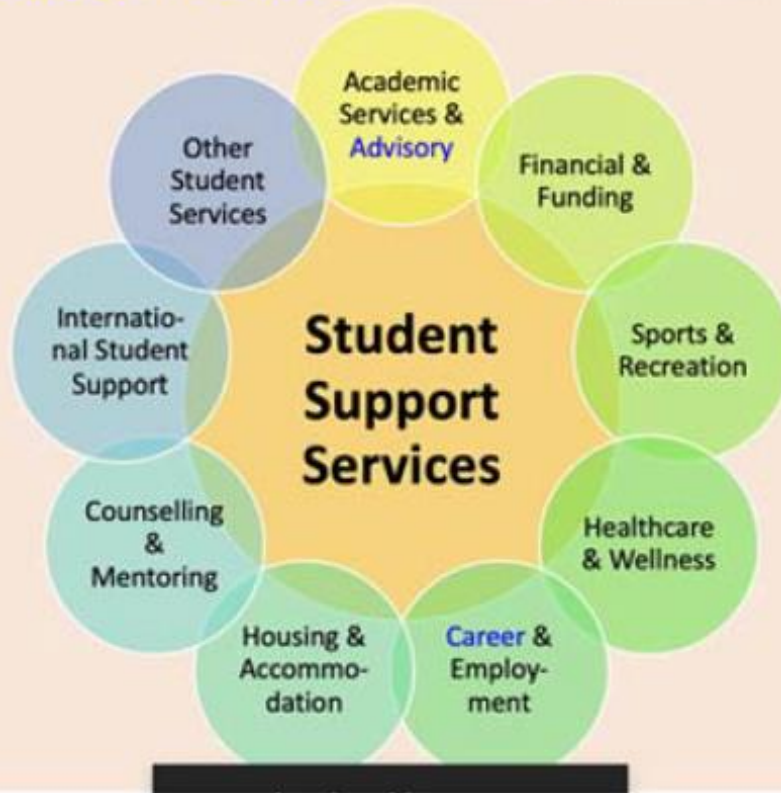 Student
Support
Services
Academic
Services &
Advisory
Financial &
Funding
Sports &
Recreation
Healthcare
& Wellness
Career &
Employ-
ment
Housing &
Accommo-
dation
Counselling
&
Mentoring
Internatio-
nal Student
Support
Other
Student
Services